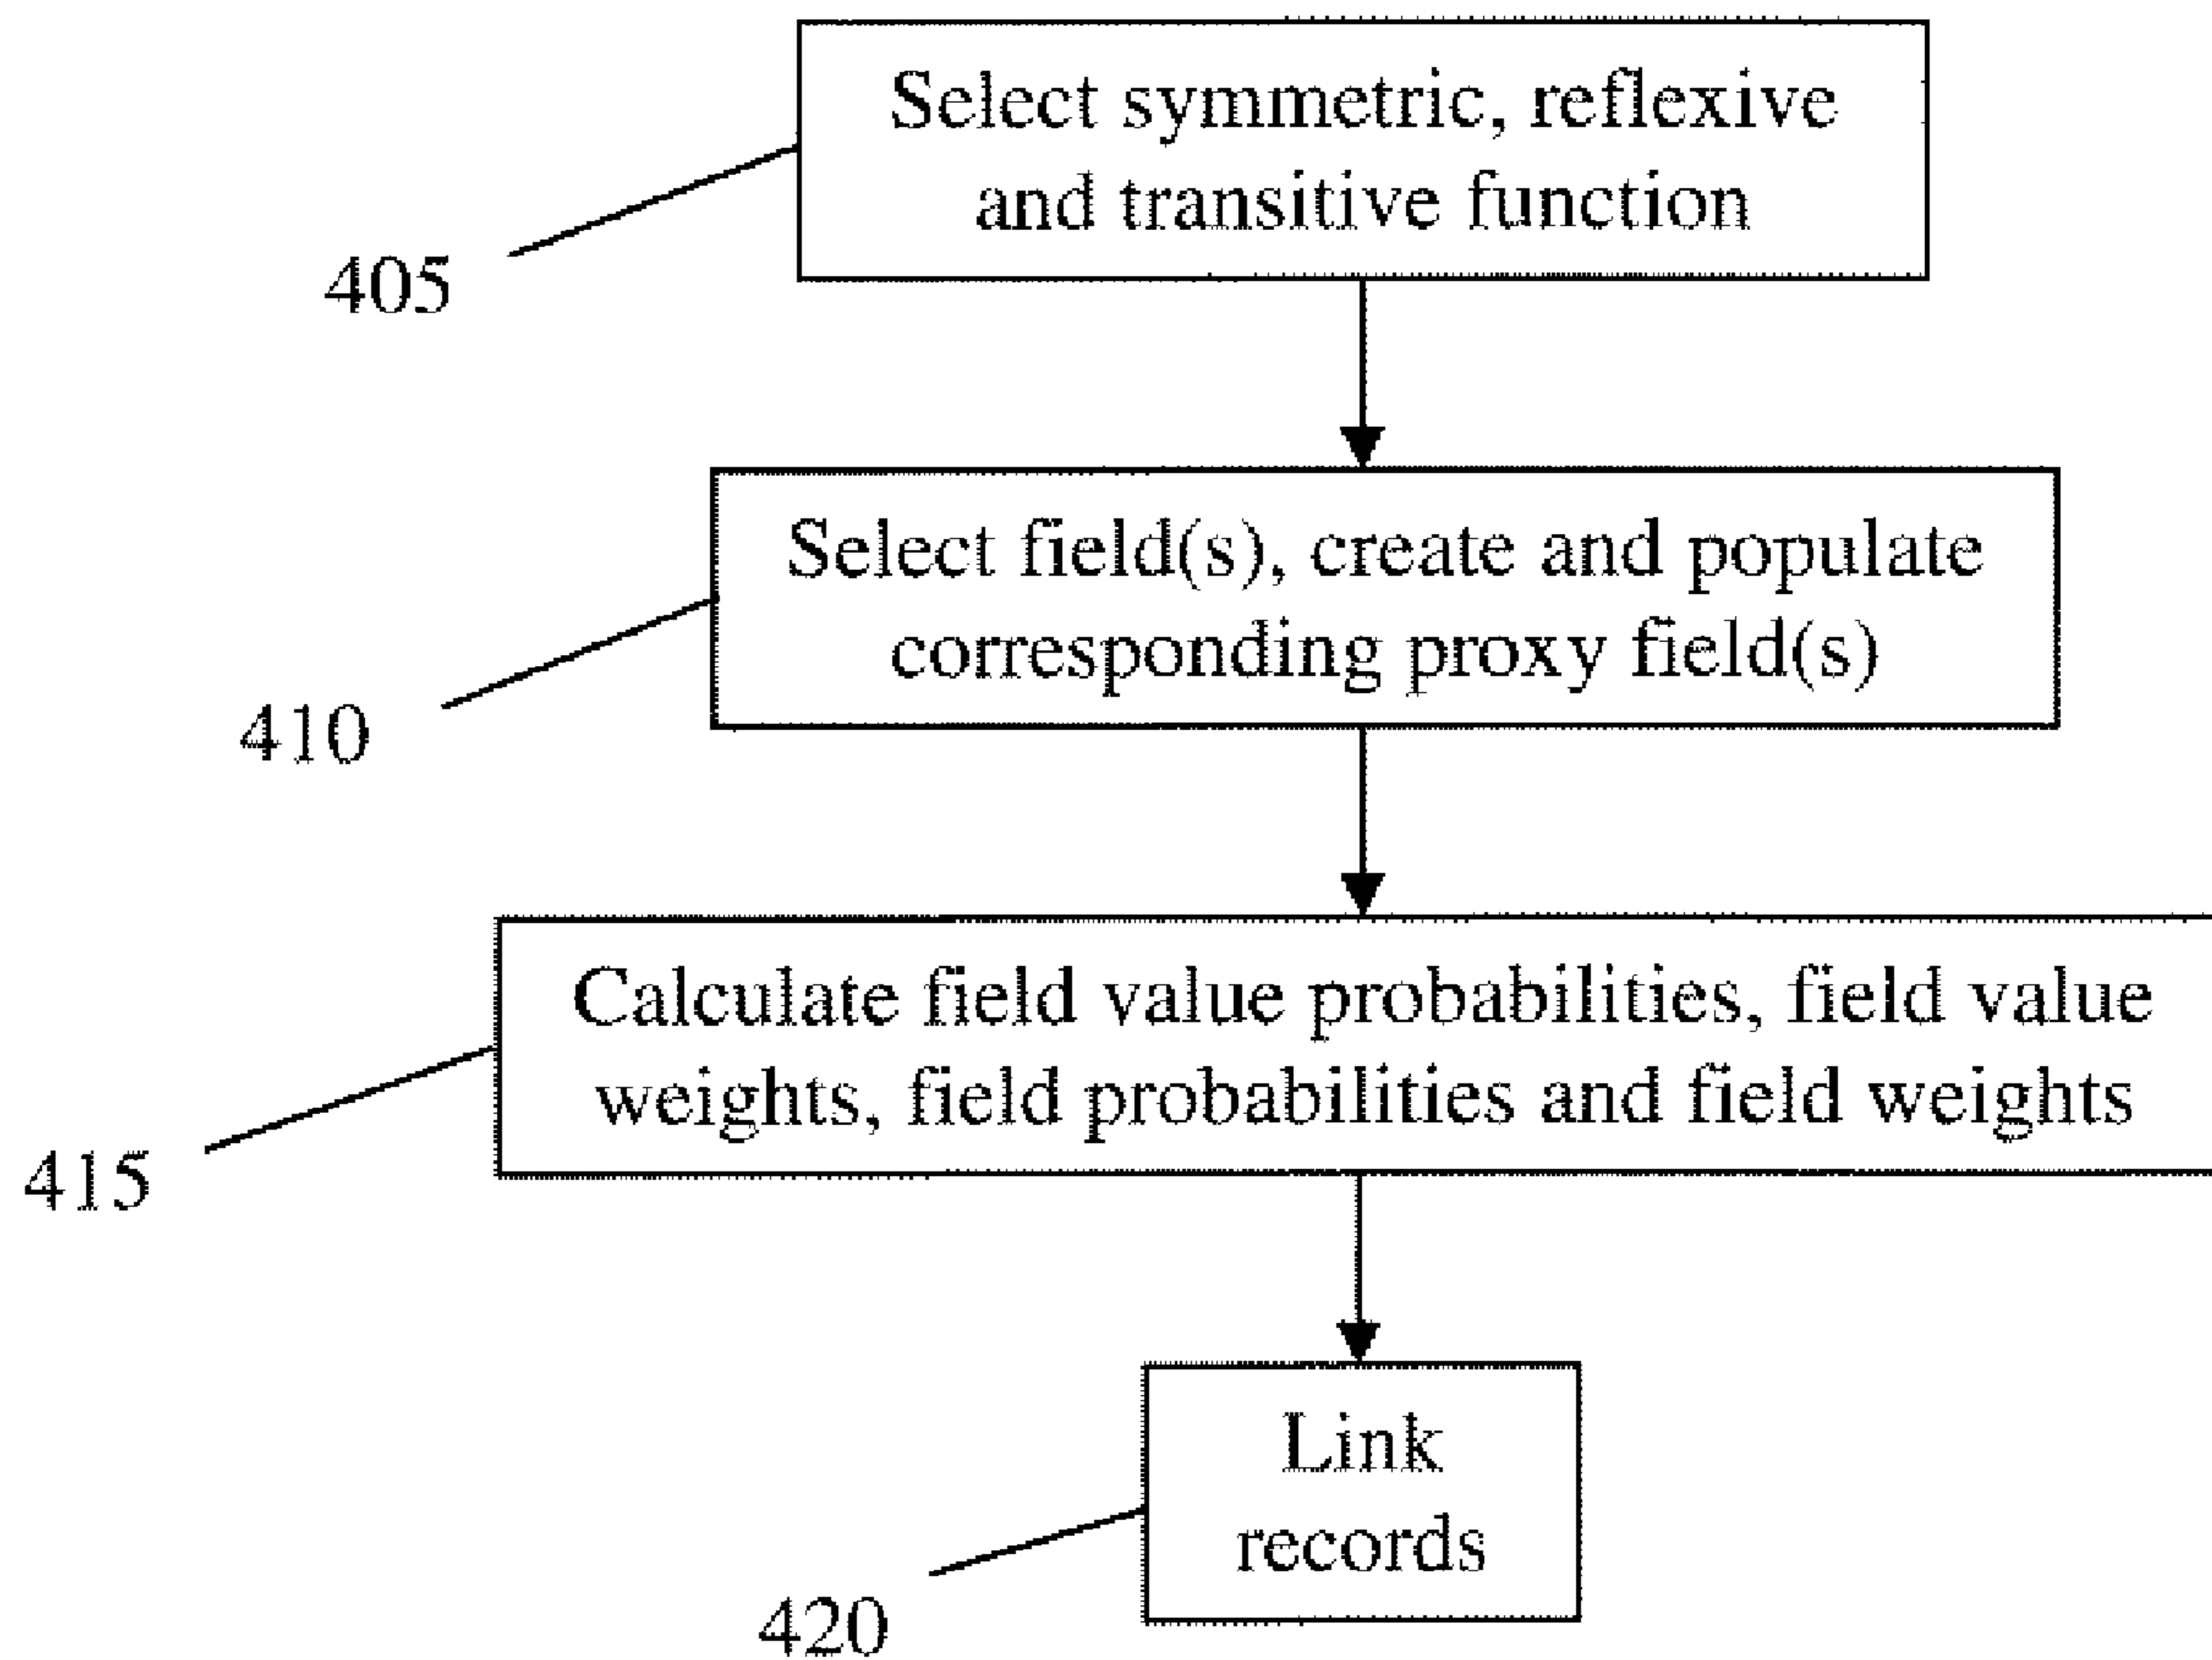 Select symmetric, reflexive
and transitive function
405
Select field(s), create and populate
corresponding proxy field(s)
410
Calculate field value probabilities, field value
weights, field probabilities and field weights
415
Link
records
420